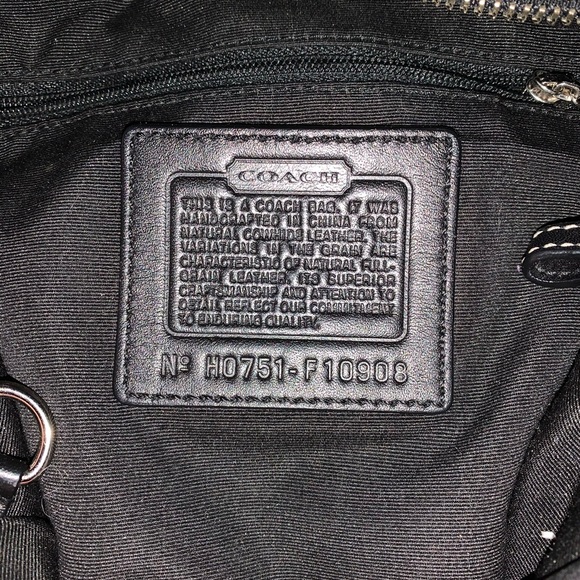 COACH
THIS IS A COACH BAG. IT WAS
HANDCRAFTED IN CHINA FROM
NATURAL COWHIDE LEATHER. THE
VARIATIONS IN THE GRAIN ARE
CHARACTERISTIC OF NATURAL FULL-
GRAIN LEATHER. ITS SUPERIOR
CRAFTSMANSHIP AND ATTENTION TO
DETAIL REFLECT OUR COMMITMENT
TO ENDURING QUALITY.
Nº H0751-F10908